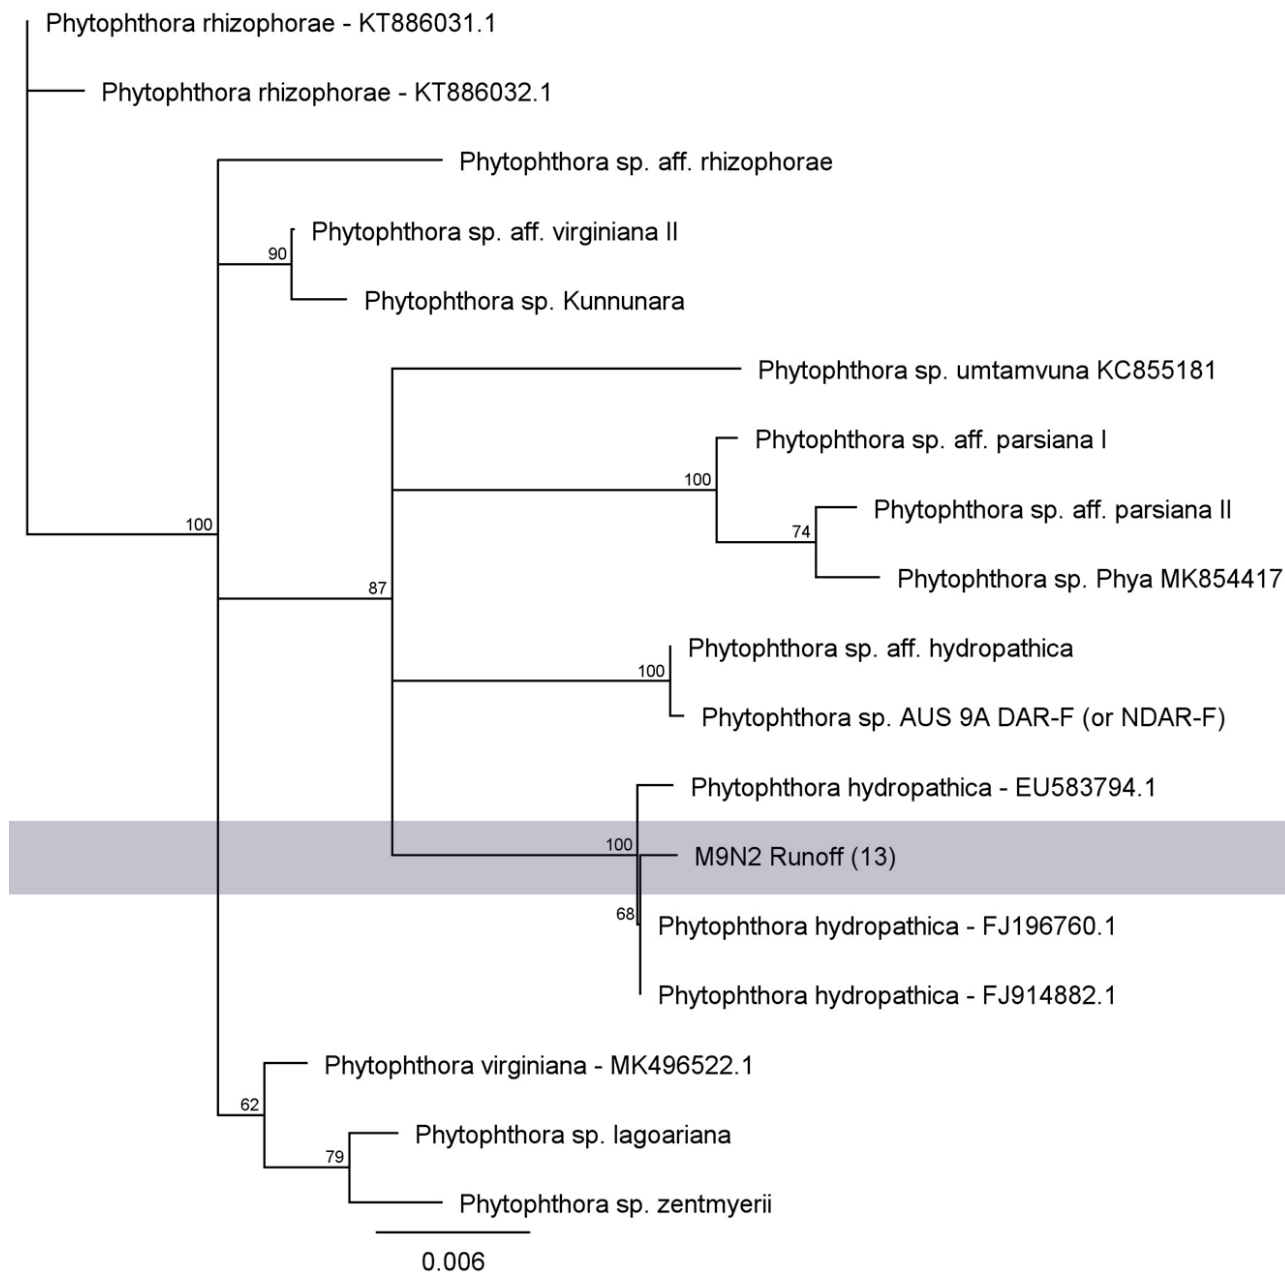 Phytophthora rhizophorae - KT886031.1
Phytophthora rhizophorae - KT886032.1
Phytophthora sp. aff. rhizophorae
Phytophthora sp. aff. virginiana II
90
Phytophthora sp. Kunnunara
Phytophthora sp. umtamvuna KC855181
Phytophthora sp. aff. parsiana I
100
Phytophthora sp. aff. parsiana II
100
74
Phytophthora sp. Phya MK854417
87
Phytophthora sp. aff. hydropathica
100
Phytophthora sp. AUS 9A DAR-F (or NDAR-F)
Phytophthora hydropathica - EU583794.1
100
M9N2 Runoff (13)
68
Phytophthora hydropathica - FJ196760.1
Phytophthora hydropathica - FJ914882.1
Phytophthora virginiana - MK496522.1
62
Phytophthora sp. lagoariana
79
Phytophthora sp. zentmyerii
0.006